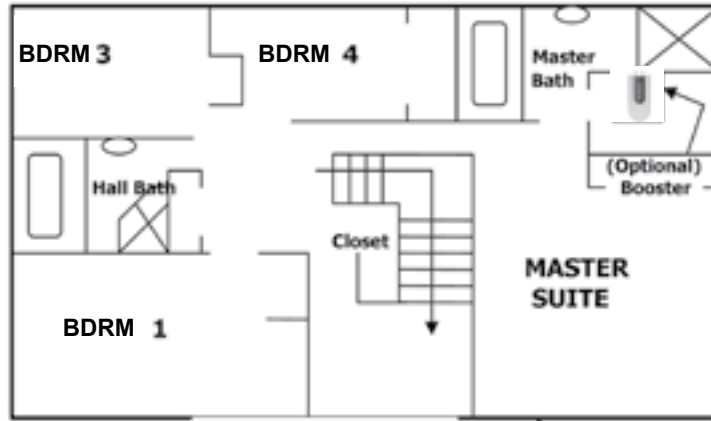 BDRM 3
BDRM 4
Master
Bath
(Optional)
Booster
Hall Bath
Closet
MASTER
SUITE
BDRM 1